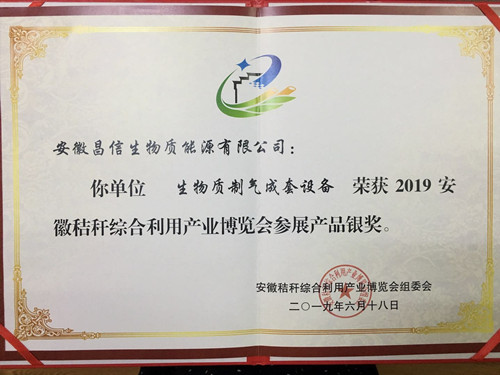 安徽昌信生物质能源有限公司：
你单位 生物质制气成套设备 荣获 2019 安
徽秸秆综合利用产业博览会参展产品银奖。
安徽秸秆综合利用产业博览会组委会
二〇一九年六月十八日